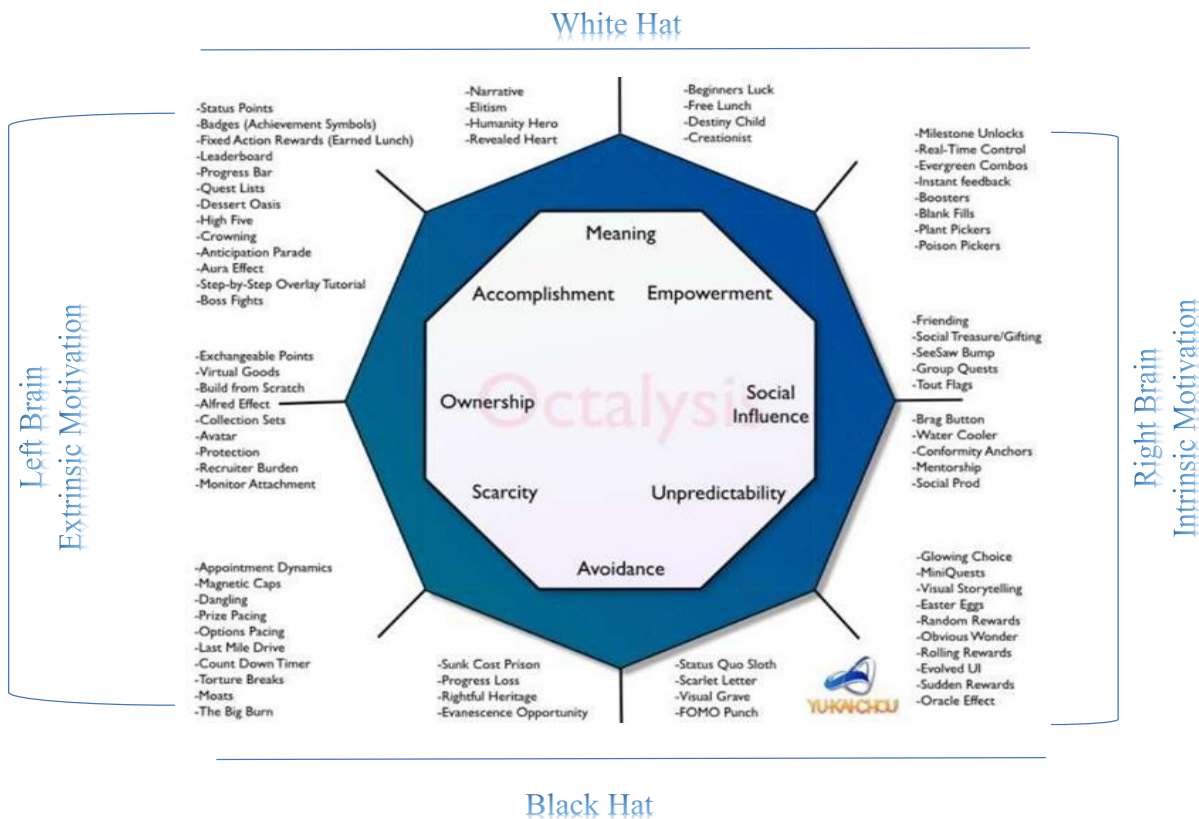 White Hat
-Narrative
-Elitism
-Humanity Hero
-Revealed Heart
-Beginners Luck
-Free Lunch
-Destiny Child
-Creationist
-Status Points
-Badges (Achievement Symbols)
-Fixed Action Rewards (Earned Lunch)
-Leaderboard
-Progress Bar
-Quest Lists
-Dessert Oasis
-High Five
-Crowning
-Anticipation Parade
-Aura Effect
-Step-by-Step Overlay Tutorial
-Boss Fights
-Milestone Unlocks
-Real-Time Control
-Evergreen Combos
-Instant feedback
-Boosters
-Blank Fills
-Plant Pickers
-Poison Pickers
Meaning
Accomplishment
Empowerment
Ownership
Social
Influence
Scarcity
Unpredictability
Avoidance
Octalysis
-Exchangeable Points
-Virtual Goods
-Build from Scratch
-Alfred Effect
-Collection Sets
-Avatar
-Protection
-Recruiter Burden
-Monitor Attachment
-Friending
-Social Treasure/Gifting
-SeeSaw Bump
-Group Quests
-Tout Flags
-Brag Button
-Water Cooler
-Conformity Anchors
-Mentorship
-Social Prod
Left Brain
Extrinsic Motivation
Right Brain
Intrinsic Motivation
-Appointment Dynamics
-Magnetic Caps
-Dangling
-Prize Pacing
-Options Pacing
-Last Mile Drive
-Count Down Timer
-Torture Breaks
-Moats
-The Big Burn
-Sunk Cost Prison
-Progress Loss
-Rightful Heritage
-Evanescence Opportunity
-Status Quo Sloth
-Scarlet Letter
-Visual Grave
-FOMO Punch
YU-KAI-CHOU
-Glowing Choice
-MiniQuests
-Visual Storytelling
-Easter Eggs
-Random Rewards
-Obvious Wonder
-Rolling Rewards
-Evolved UI
-Sudden Rewards
-Oracle Effect
Black Hat